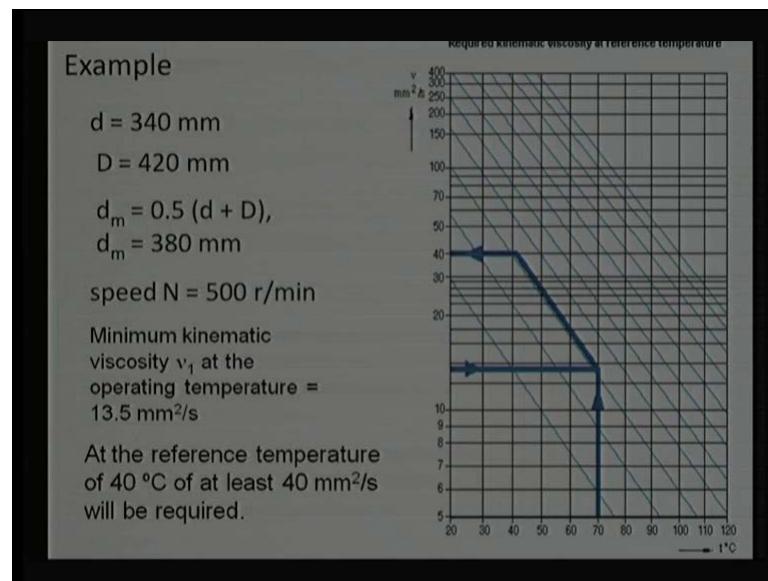 Required kinematic viscosity at reference temperature
Example
d = 340 mm
D = 420 mm
dm = 0.5 (d + D),
dm = 380 mm
speed N = 500 r/min
Minimum kinematic
viscosity ν1 at the
operating temperature =
13.5 mm²/s
At the reference temperature
of 40 ºC of at least 40 mm²/s
will be required.
ν
mm²/s
400
300
250
200
150
100
70
50
40
30
20
10
9
8
7
6
5
20 30 40 50 60 70 80 90 100 110 120
t°C